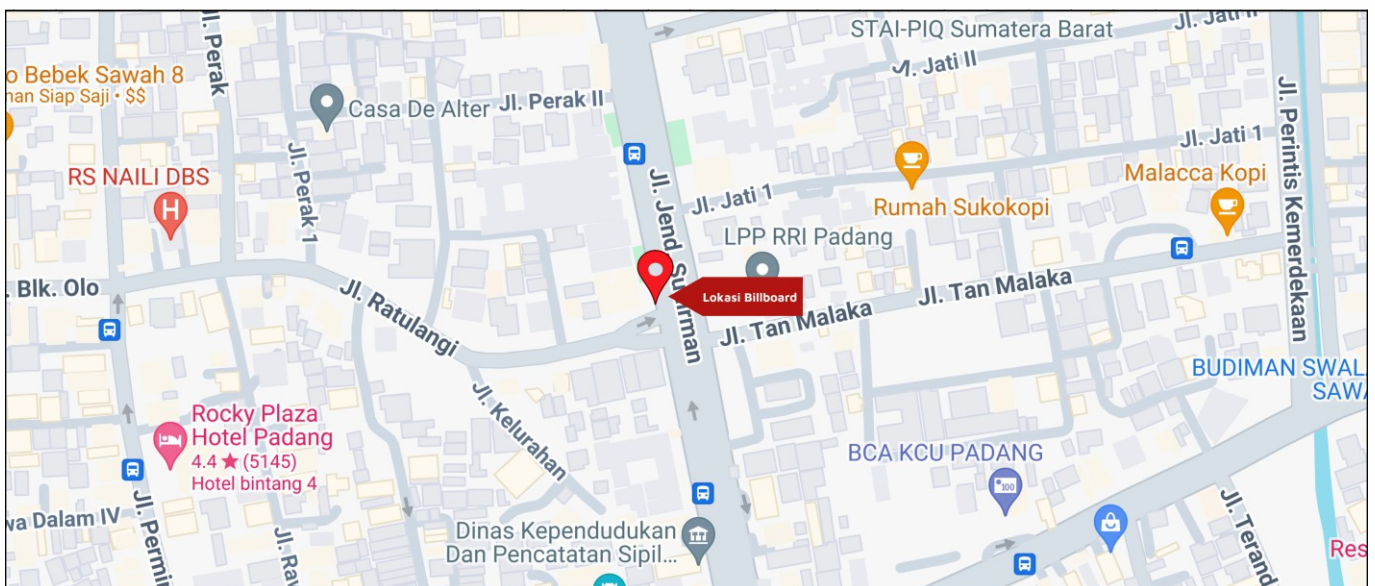 Jl. Perak
STAI-PIQ Sumatera Barat
Jl. Jati II
o Bebek Sawah 8
nan Siap Saji • $$
Casa De Alter
Jl. Perak II
Jl. Jati II
Jl. Perintis Kemerdekaan
Jl. Jati 1
RS NAILI DBS
H
Jl. Perak 1
Jl. Jend. Sudirman
Jl. Jati 1
Rumah Sukokopi
Malacca Kopi
LPP RRI Padang
. Blk. Olo
Jl. Ratulangi
Lokasi Billboard
Jl. Tan Malaka
Jl. Tan Malaka
BUDIMAN SWAL
SAWA
Jl. Kelurahan
Rocky Plaza
Hotel Padang
4.4 ★ (5145)
Hotel bintang 4
BCA KCU PADANG
100
wa Dalam IV
Jl. Permi
Jl. Ra
Dinas Kependudukan
Dan Pencatatan Sipil...
Jl. Terand
Res